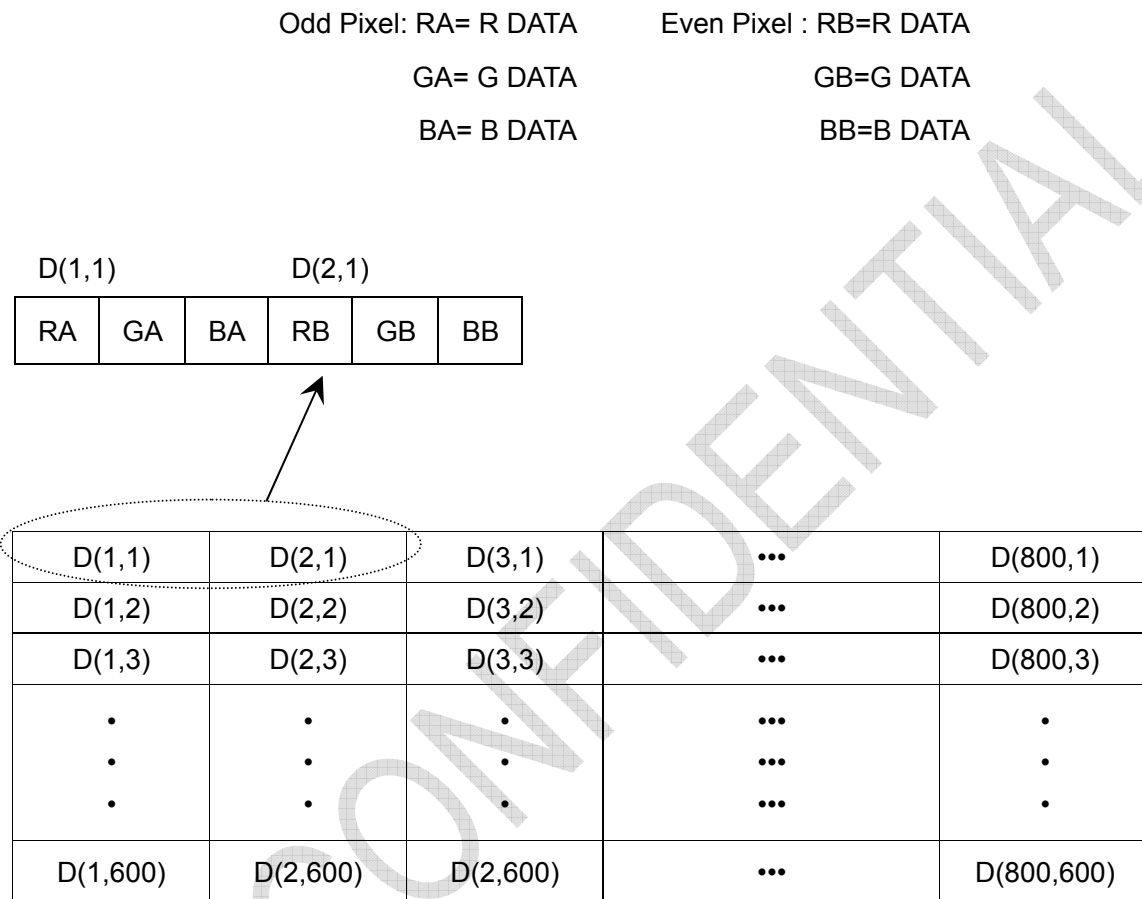 Odd Pixel: RA= R DATA Even Pixel : RB=R DATA
GA= G DATA GB=G DATA
BA= B DATA BB=B DATA
D(1,1) D(2,1)
RA GA BA RB GB BB
D(1,1) D(2,1) D(3,1) ••• D(800,1)
D(1,2) D(2,2) D(3,2) ••• D(800,2)
D(1,3) D(2,3) D(3,3) ••• D(800,3)
• • • ••• •
• • • ••• •
• • • ••• •
D(1,600) D(2,600) D(2,600) ••• D(800,600)
CONFIDENTIAL